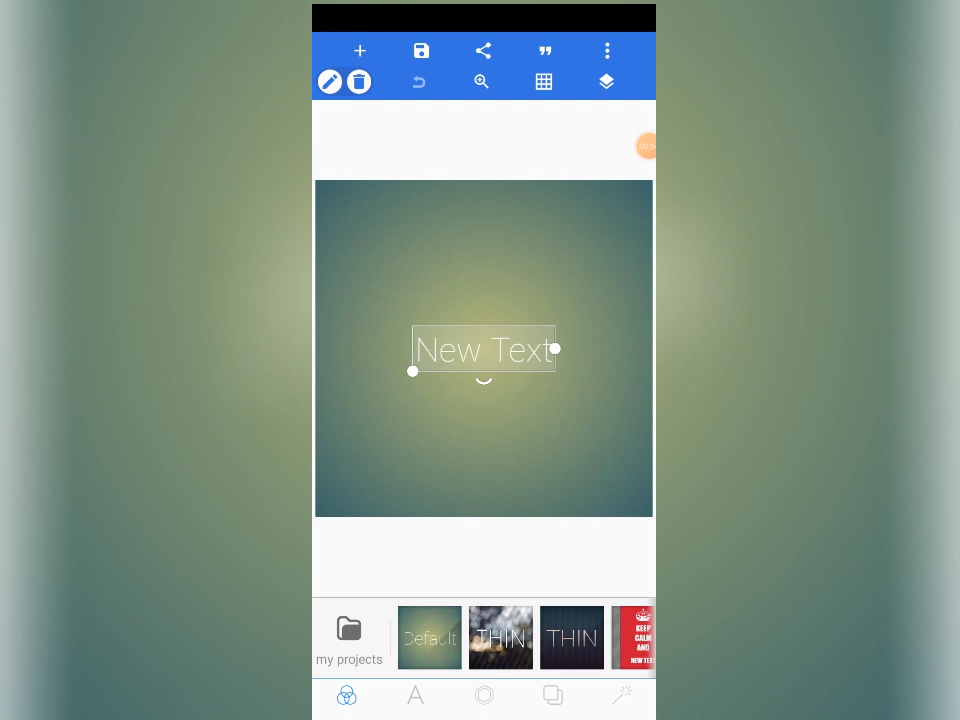 New Text
my projects
Default
THIN
THIN
KEEP
CALM
AND
NEW TEXT